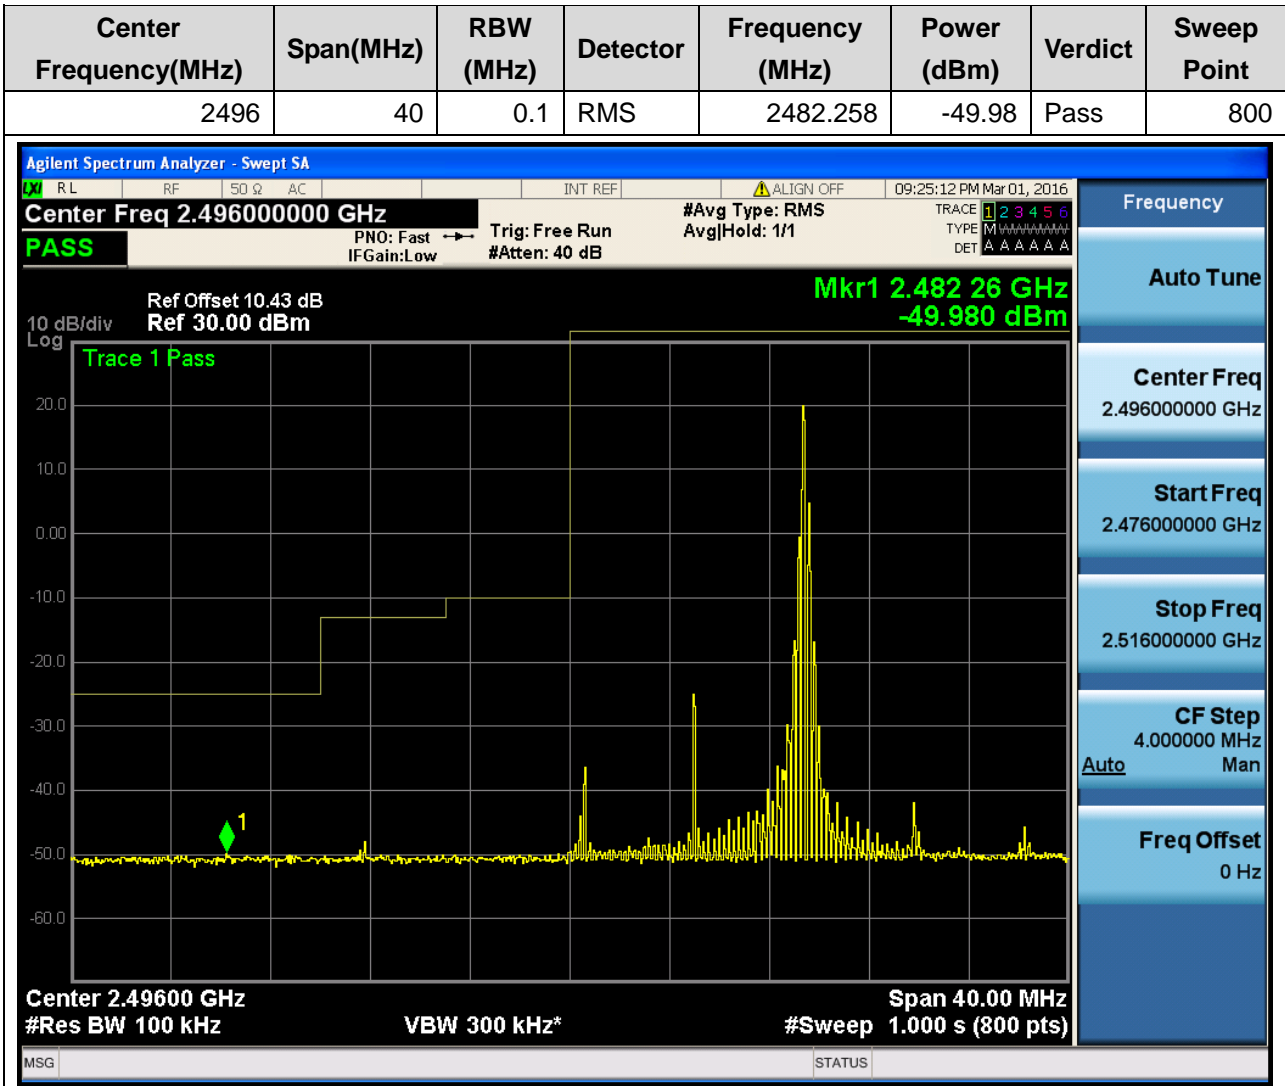 Center Frequency(MHz) Span(MHz) RBW (MHz) Detector Frequency (MHz) Power (dBm) Verdict Sweep Point
2496 40 0.1 RMS 2482.258 -49.98 Pass 800
Agilent Spectrum Analyzer - Swept SA
LXI RL RF 50 Ω AC INT REF ALIGN OFF 09:25:12 PM Mar 01, 2016
Center Freq 2.496000000 GHz
#Avg Type: RMS
TRACE 1 2 3 4 5 6
PASS
PNO: Fast
Trig: Free Run
Avg|Hold: 1/1
TYPE M W W W W W
IFGain:Low
#Atten: 40 dB
DET A A A A A A
Mkr1 2.482 26 GHz
-49.980 dBm
Ref Offset 10.43 dB
10 dB/div Ref 30.00 dBm
Log
Trace 1 Pass
20.0
10.0
0.00
-10.0
-20.0
-30.0
-40.0
-50.0
-60.0
1
Center 2.49600 GHz
Span 40.00 MHz
#Res BW 100 kHz
VBW 300 kHz*
#Sweep 1.000 s (800 pts)
MSG
STATUS
Frequency
Auto Tune
Center Freq
2.496000000 GHz
Start Freq
2.476000000 GHz
Stop Freq
2.516000000 GHz
CF Step
4.000000 MHz
Auto Man
Freq Offset
0 Hz